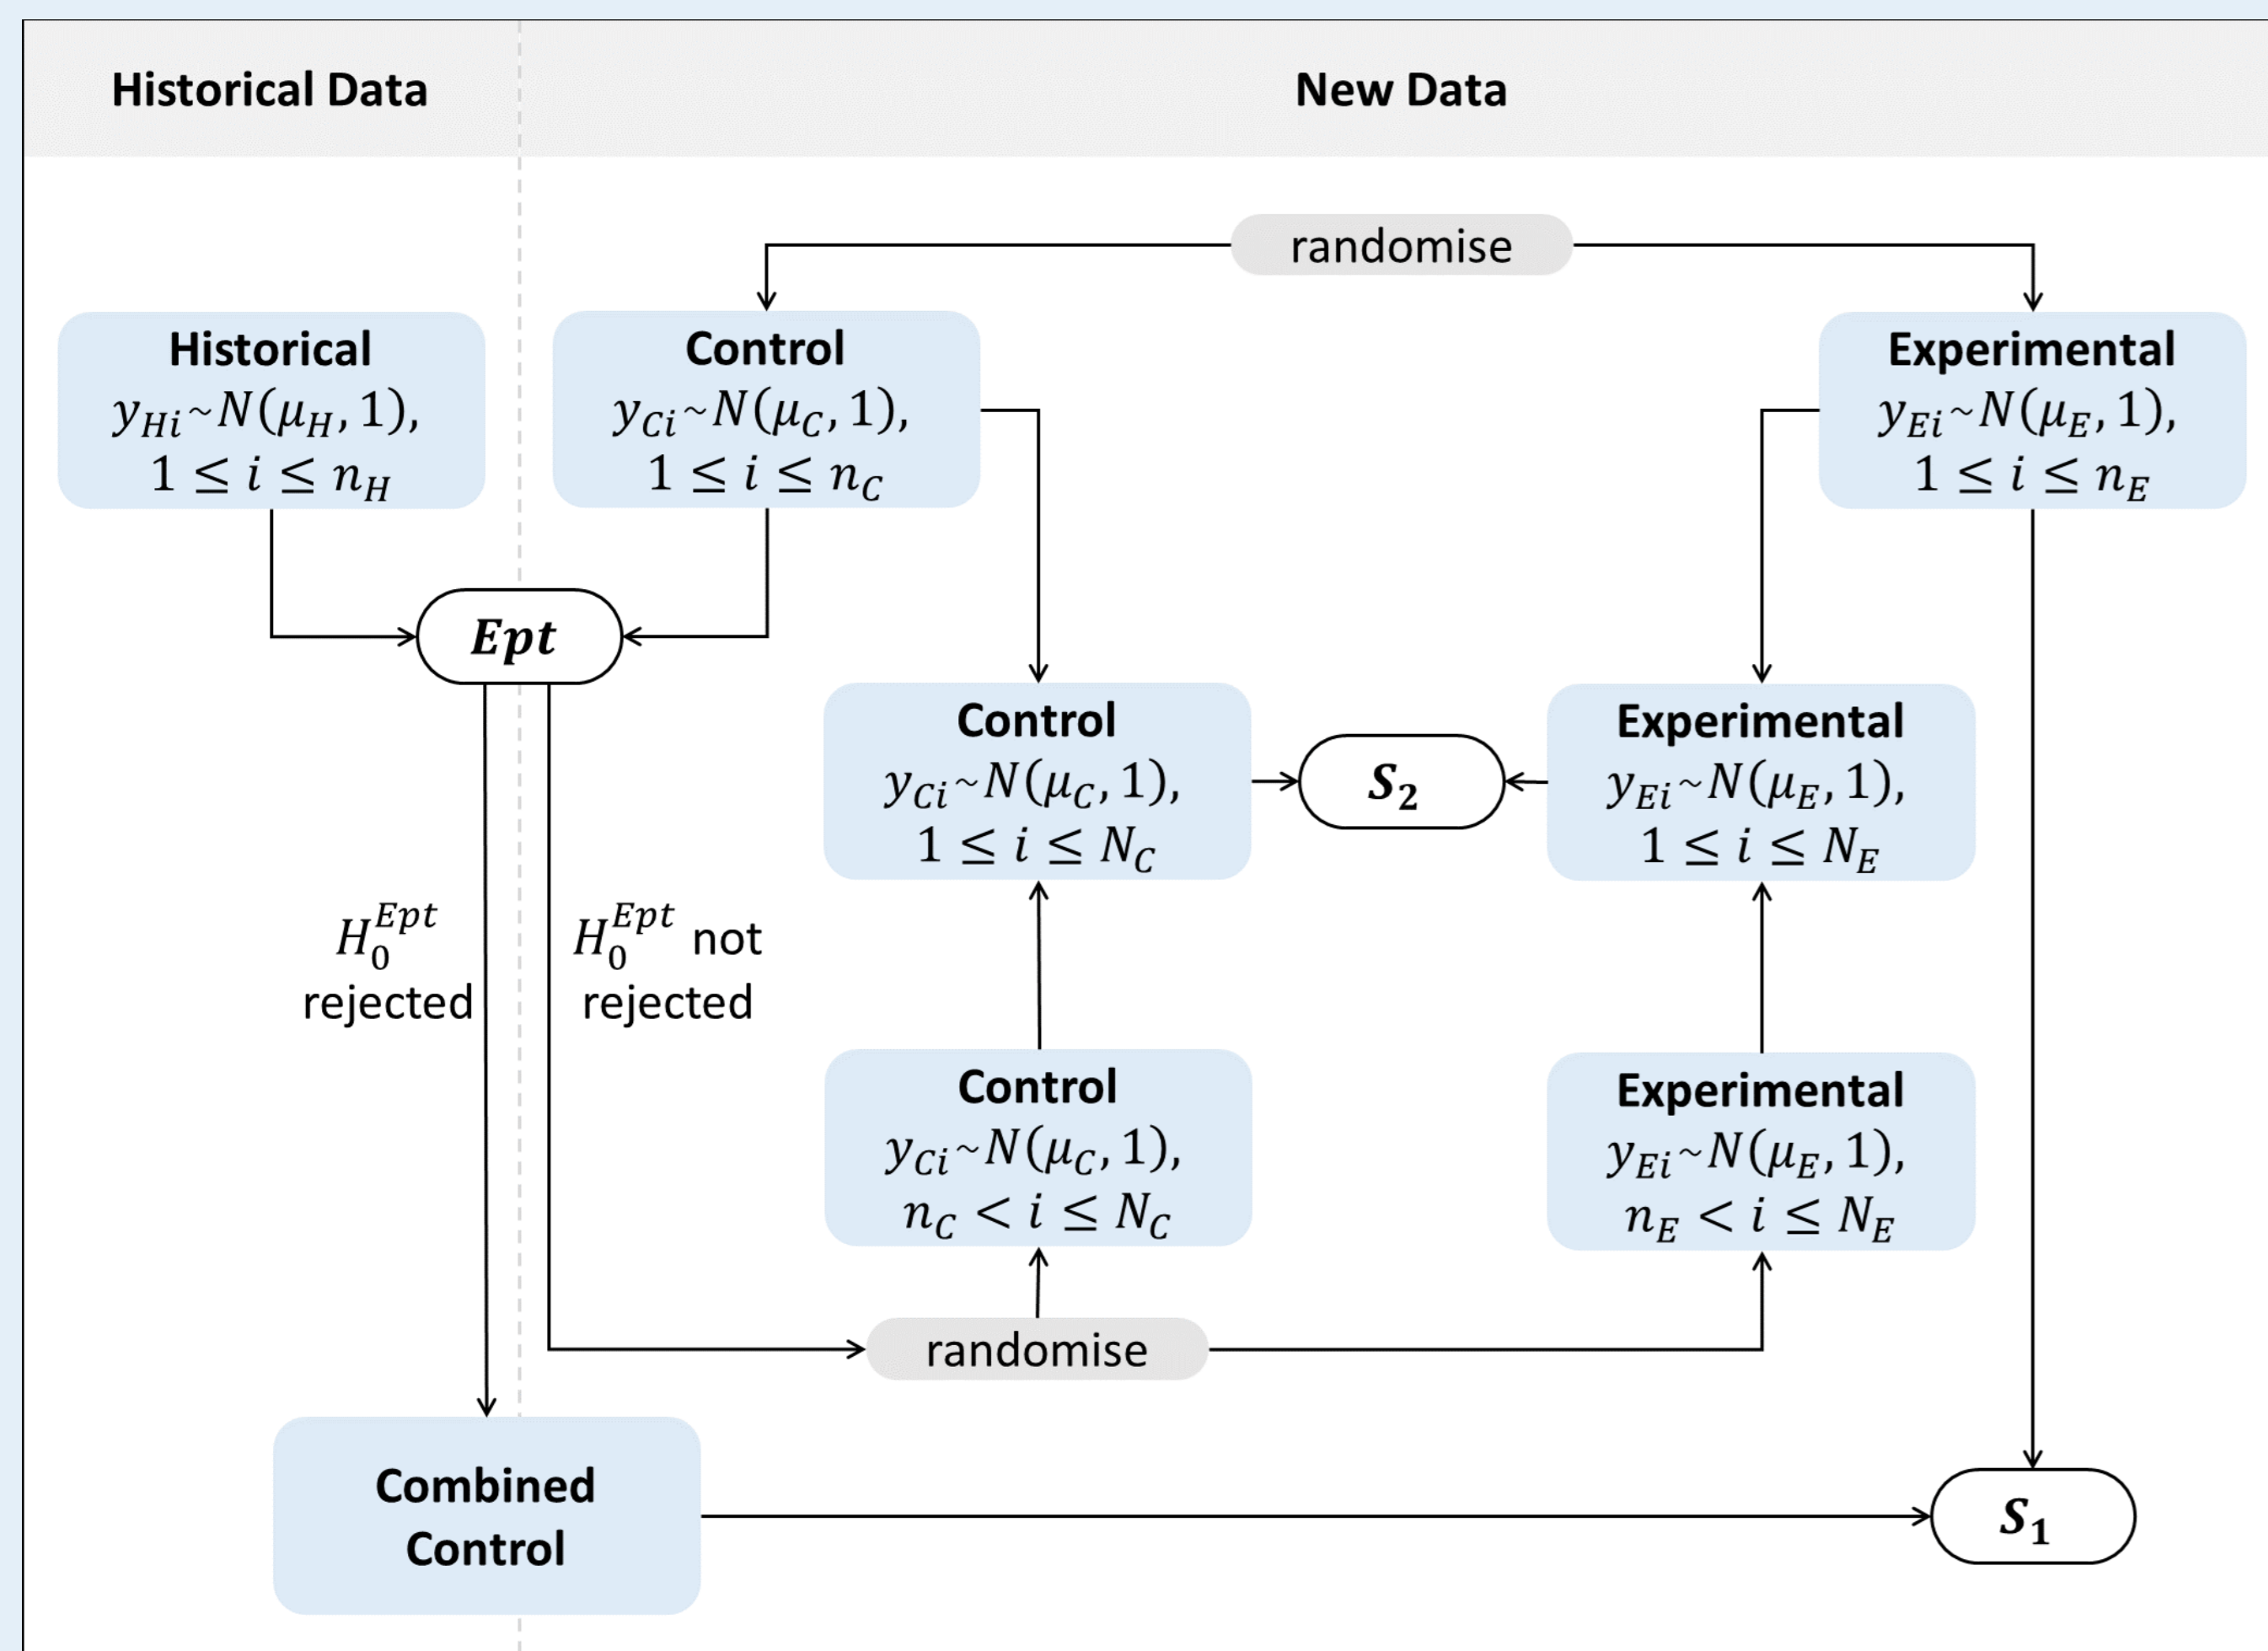 Historical Data
New Data
randomise
Historical
y_{Hi}~N(μ_H, 1),
1 ≤ i ≤ n_H
Control
y_{Ci}~N(μ_C, 1),
1 ≤ i ≤ n_C
Experimental
y_{Ei}~N(μ_E, 1),
1 ≤ i ≤ n_E
Ept
Control
y_{Ci}~N(μ_C, 1),
1 ≤ i ≤ N_C
S_2
Experimental
y_{Ei}~N(μ_E, 1),
1 ≤ i ≤ N_E
H_0^{Ept}
rejected
H_0^{Ept} not
rejected
Control
y_{Ci}~N(μ_C, 1),
n_C < i ≤ N_C
Experimental
y_{Ei}~N(μ_E, 1),
n_E < i ≤ N_E
randomise
Combined
Control
S_1